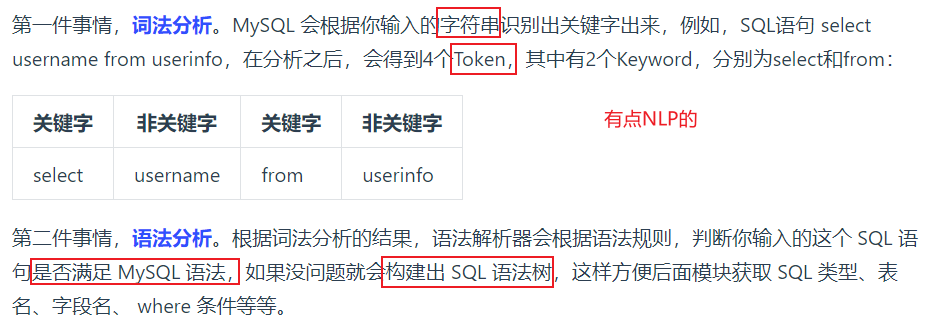 第一件事情，词法分析。MySQL 会根据你输入的字符串识别出关键字出来，例如，SQL语句 select
username from userinfo，在分析之后，会得到4个Token，其中有2个Keyword，分别为select和from：
关键字 非关键字 关键字 非关键字
有点NLP的
select username from userinfo
第二件事情，语法分析。根据词法分析的结果，语法解析器会根据语法规则，判断你输入的这个 SQL 语
句是否满足 MySQL 语法，如果没问题就会构建出 SQL 语法树，这样方便后面模块获取 SQL 类型、表
名、字段名、 where 条件等等。